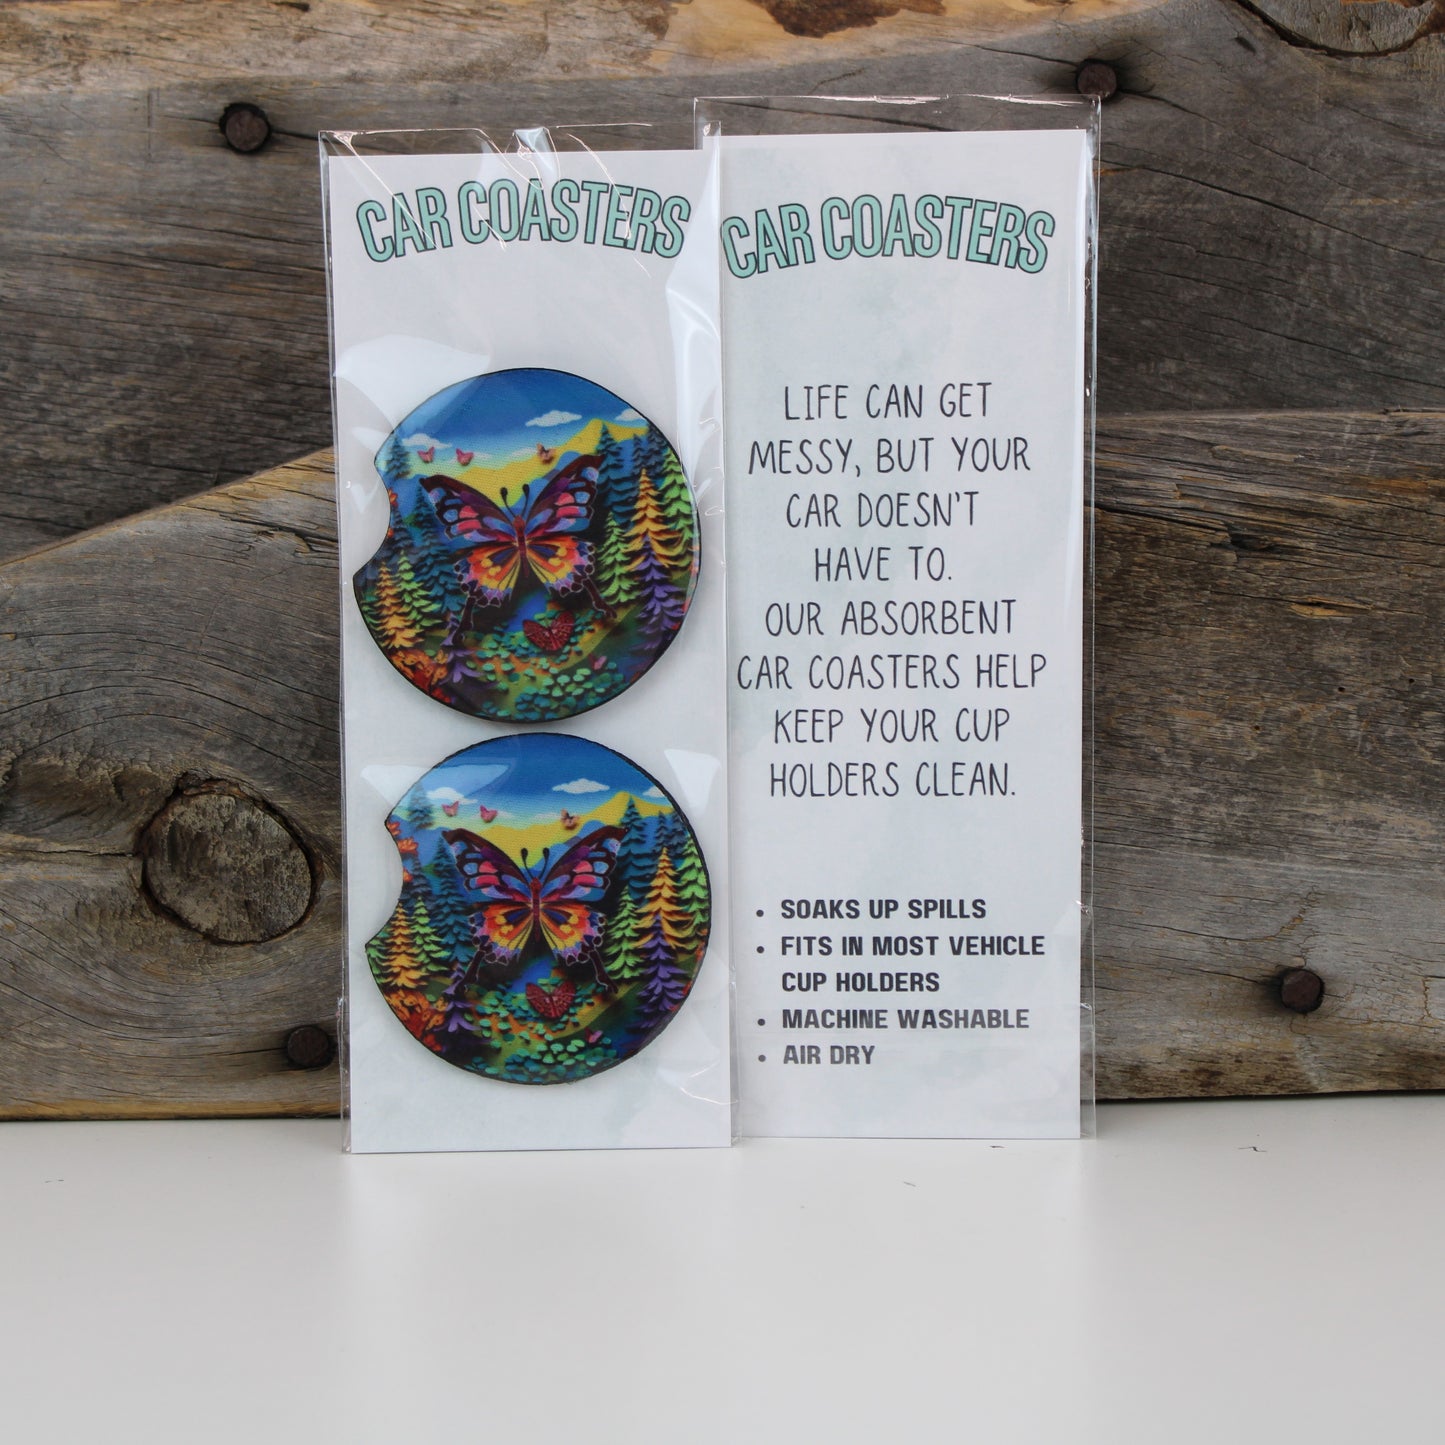 CAR COASTERS
CAR COASTERS
LIFE CAN GET
MESSY, BUT YOUR
CAR DOESN'T
HAVE TO.
OUR ABSORBENT
CAR COASTERS HELP
KEEP YOUR CUP
HOLDERS CLEAN.
• SOAKS UP SPILLS
• FITS IN MOST VEHICLE
CUP HOLDERS
• MACHINE WASHABLE
• AIR DRY